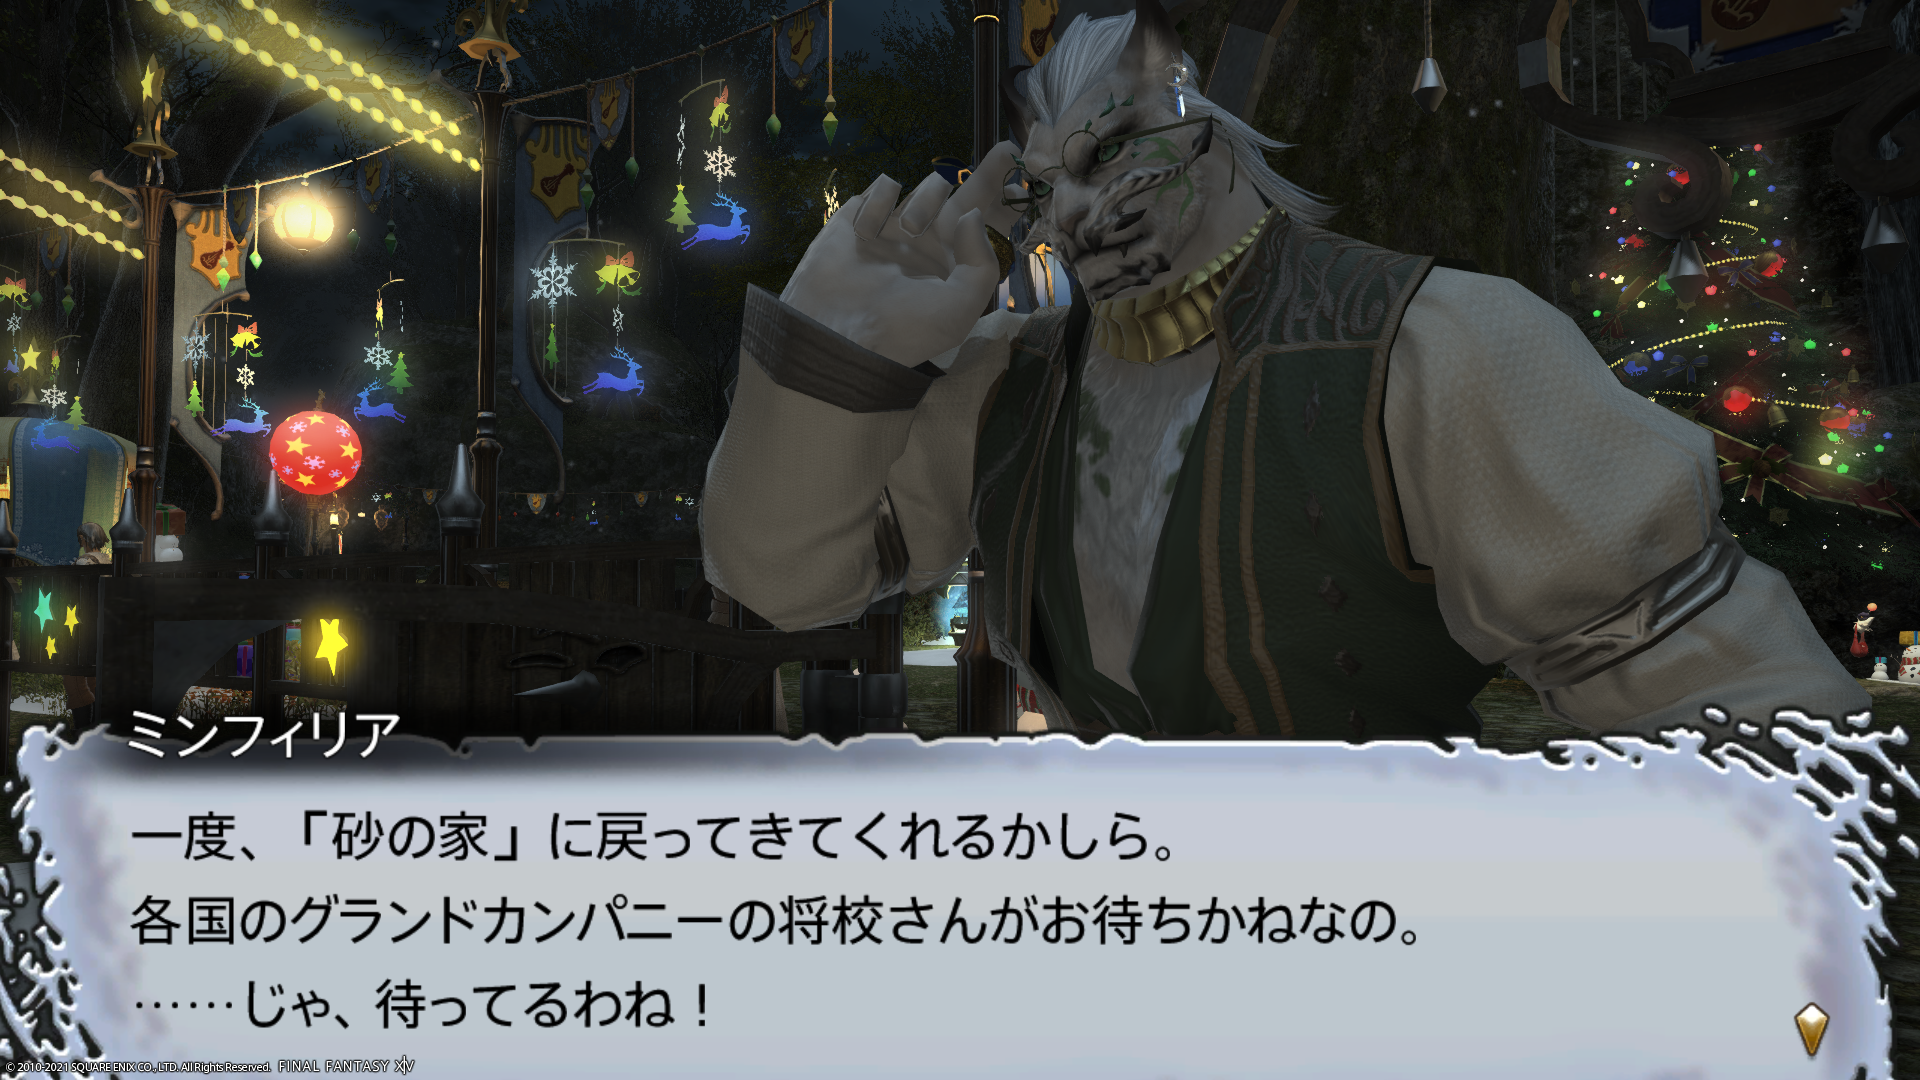 ミンフィリア
一度、「砂の家」に戻ってきてくれるかしら。
各国のグランドカンパニーの将校さんがお待ちかねなの。
……じゃ、待ってるわね！
© 2010-2021 SQUARE ENIX CO., LTD. All Rights Reserved. FINAL FANTASY XIV